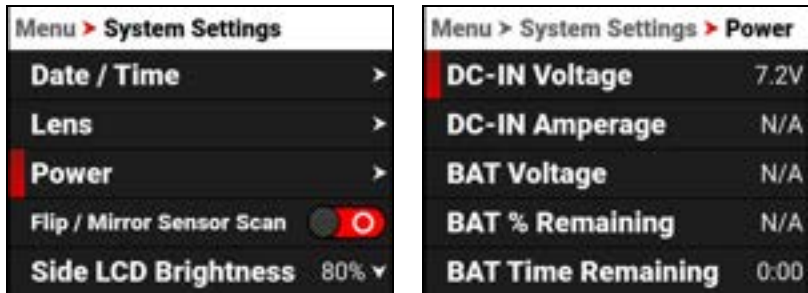 Menu > System Settings
Date / Time >
Lens >
Power >
Flip / Mirror Sensor Scan
Side LCD Brightness 80%
Menu > System Settings > Power
DC-IN Voltage 7.2V
DC-IN Amperage N/A
BAT Voltage N/A
BAT % Remaining N/A
BAT Time Remaining 0:00